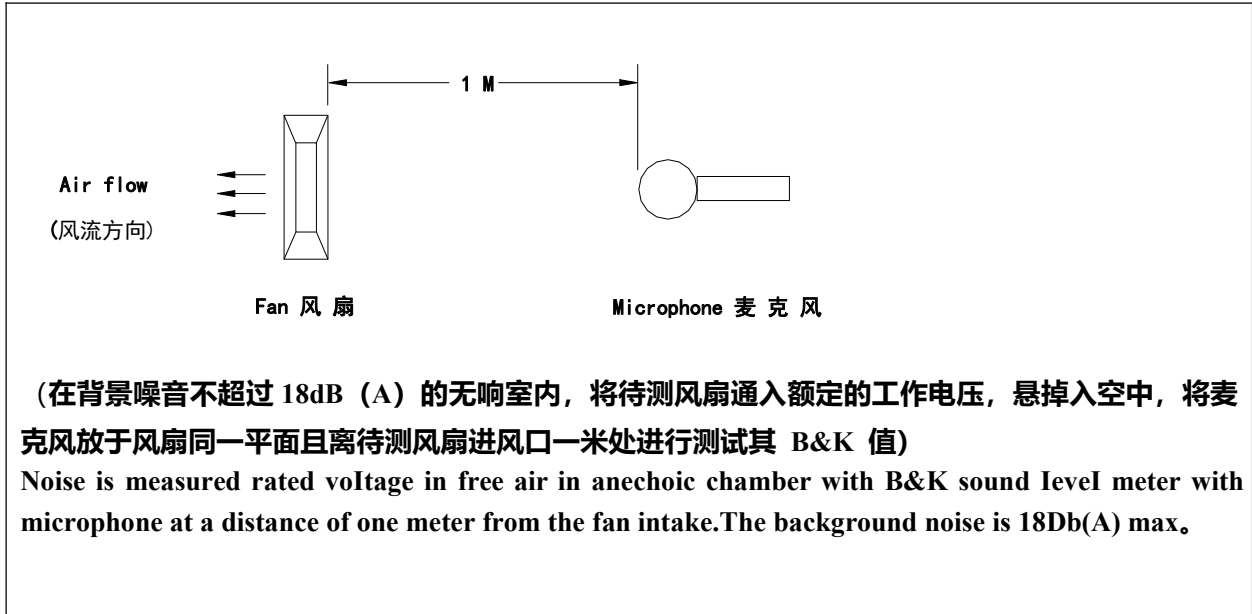 1 M
Air flow
(风流方向)
Fan 风 扇
Microphone 麦 克 风
(在背景噪音不超过 18dB（A）的无响室内，将待测风扇通入额定的工作电压，悬掉入空中，将麦
克风放于风扇同一平面且离待测风扇进风口一米处进行测试其 B&K 值)
Noise is measured rated voItage in free air in anechoic chamber with B&K sound IeveI meter with
microphone at a distance of one meter from the fan intake.The background noise is 18Db(A) max。